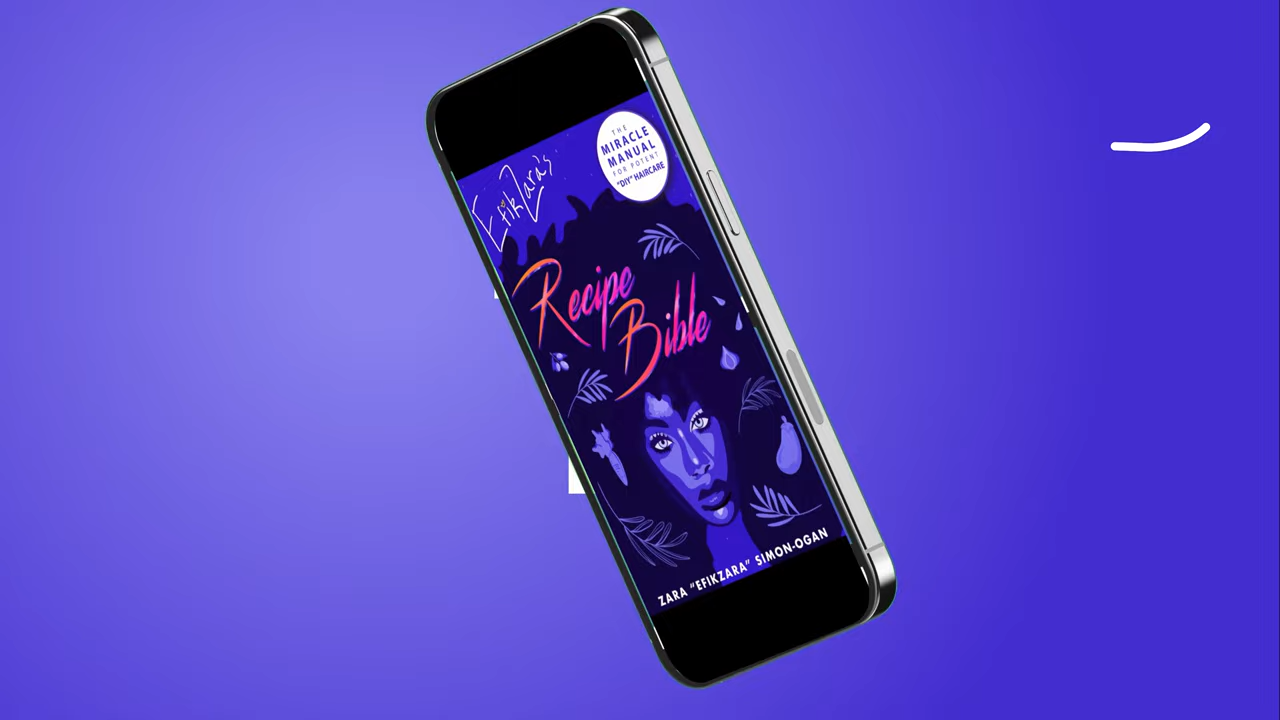 THE
MIRACLE
MANUAL
FOR POTENT
"DIY" HAIRCARE
EfikZara's
Recipe
Bible
ZARA "EFIKZARA" SIMON-OGAN